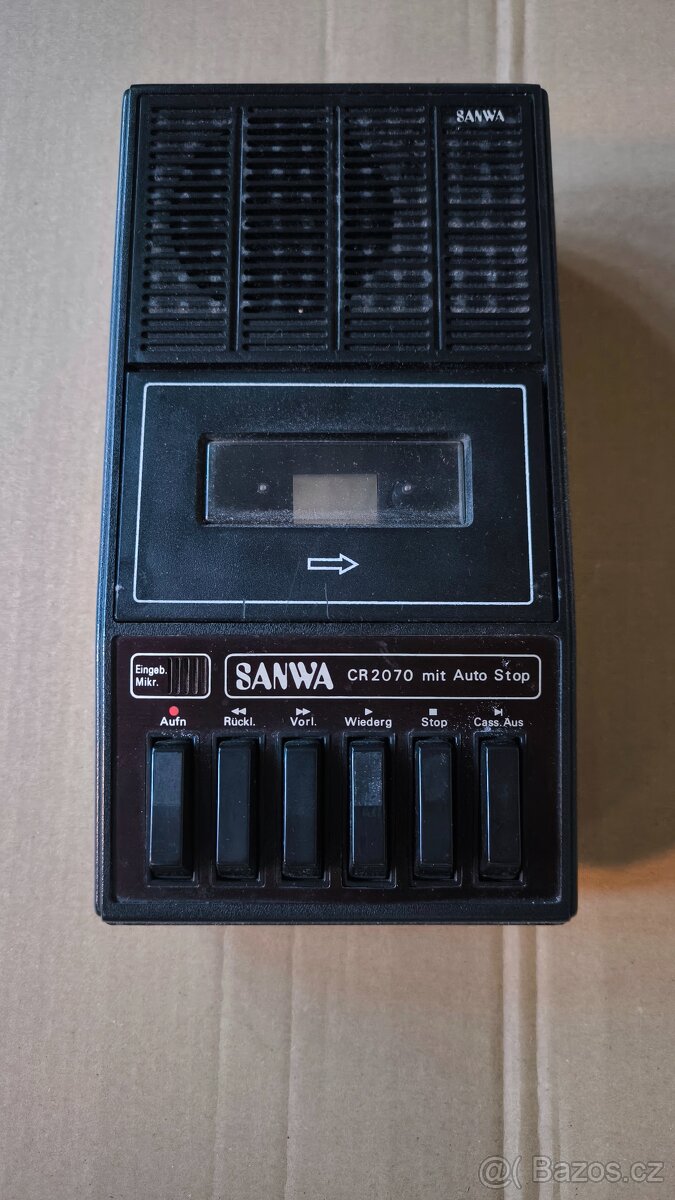 SANWA
Eingeb.
Mikr.
SANWA CR2070 mit Auto Stop
Aufn Rückl. Vorl. Wiederg Stop Cass.Aus
Bazos.cz